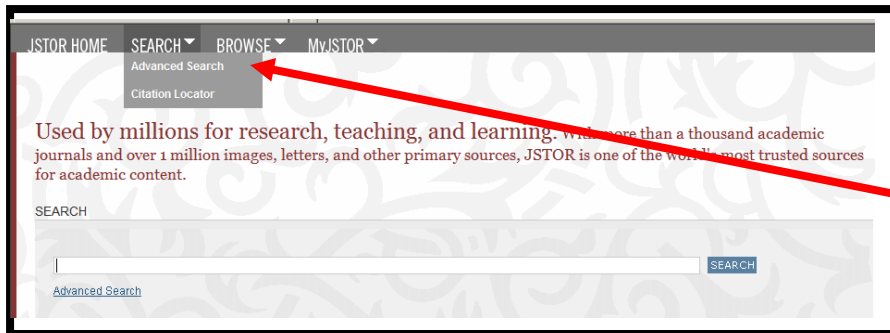 JSTOR HOME SEARCH BROWSE MYJSTOR
Advanced Search
Citation Locator
Used by millions for research, teaching, and learning. With more than a thousand academic
journals and over 1 million images, letters, and other primary sources, JSTOR is one of the world's most trusted sources
for academic content.
SEARCH
SEARCH
Advanced Search